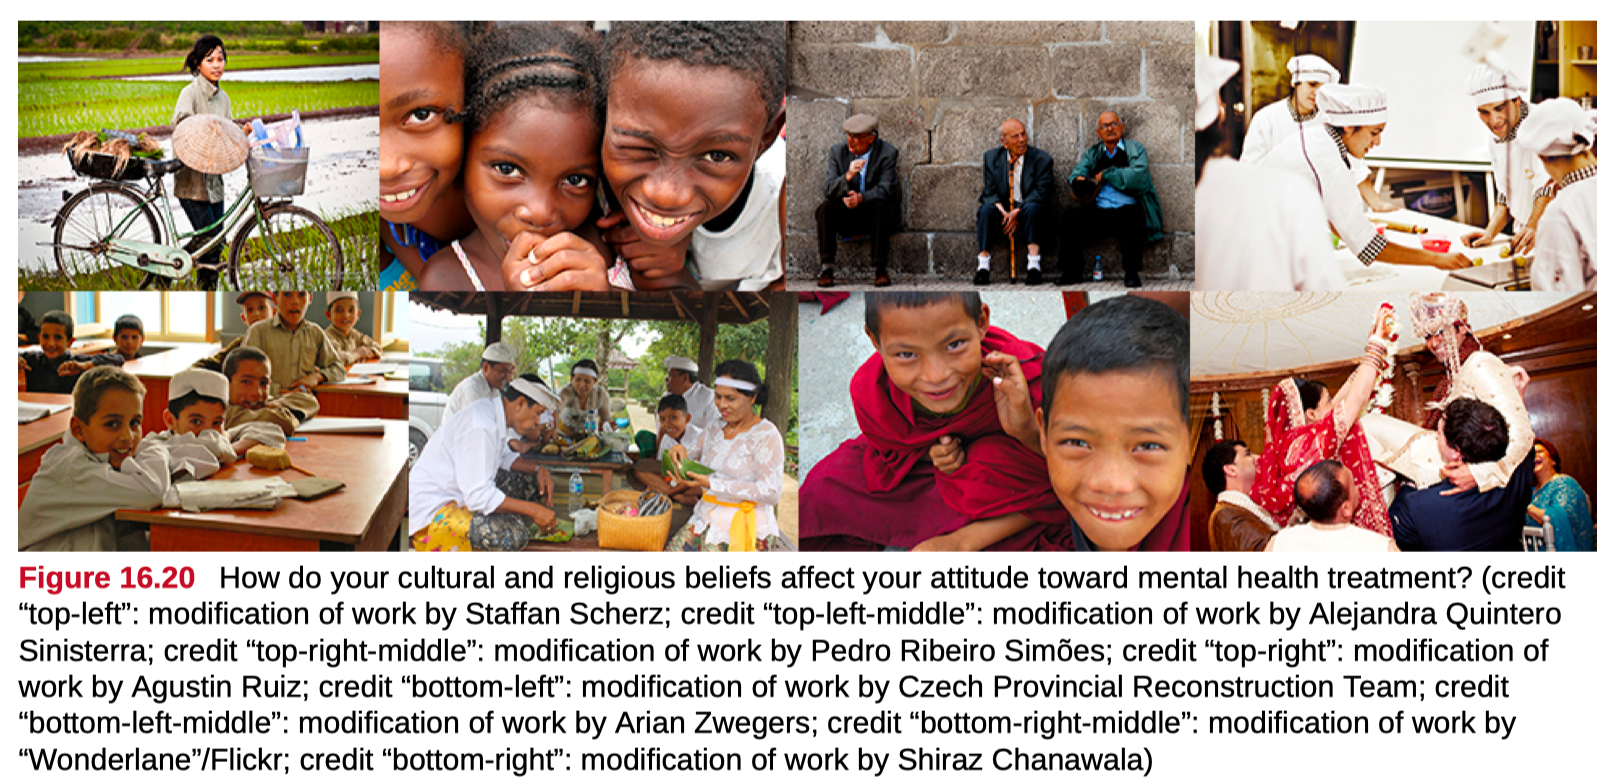 Figure 16.20 How do your cultural and religious beliefs affect your attitude toward mental health treatment? (credit
“top-left”: modification of work by Staffan Scherz; credit “top-left-middle”: modification of work by Alejandra Quintero
Sinisterra; credit “top-right-middle”: modification of work by Pedro Ribeiro Simões; credit “top-right”: modification of
work by Agustin Ruiz; credit “bottom-left”: modification of work by Czech Provincial Reconstruction Team; credit
“bottom-left-middle”: modification of work by Arian Zwegers; credit “bottom-right-middle”: modification of work by
“Wonderlane”/Flickr; credit “bottom-right”: modification of work by Shiraz Chanawala)